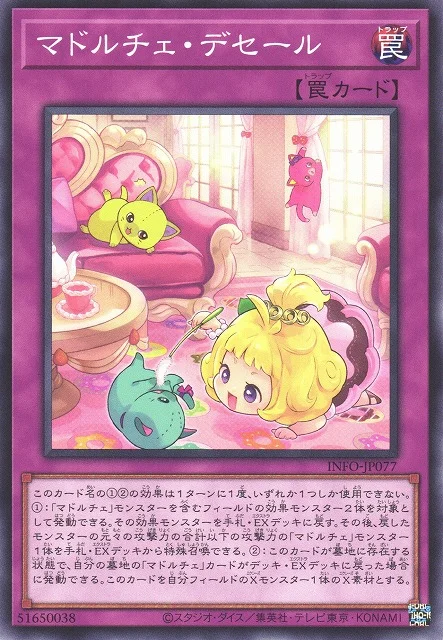 マドルチェ・デセール
トラップ
罠
【罠カード】
INFO-JP077
このカード名の①②の効果は1ターンに1度、いずれか1つしか使用できない。
①：「マドルチェ」モンスターを含むフィールドの効果モンスター2体を対象と
して発動できる。その効果モンスターを手札・EXデッキに戻す。その後、戻した
モンスターの元々の攻撃力の合計以下の攻撃力の「マドルチェ」モンスター
1体を手札・EXデッキから特殊召喚できる。②：このカードが墓地に存在する
状態で、自分の墓地の「マドルチェ」カードがデッキ・EXデッキに戻った場合
に発動できる。このカードを自分フィールドのXモンスター1体のX素材とする。
51650038
©スタジオ・ダイス／集英社・テレビ東京・KONAMI